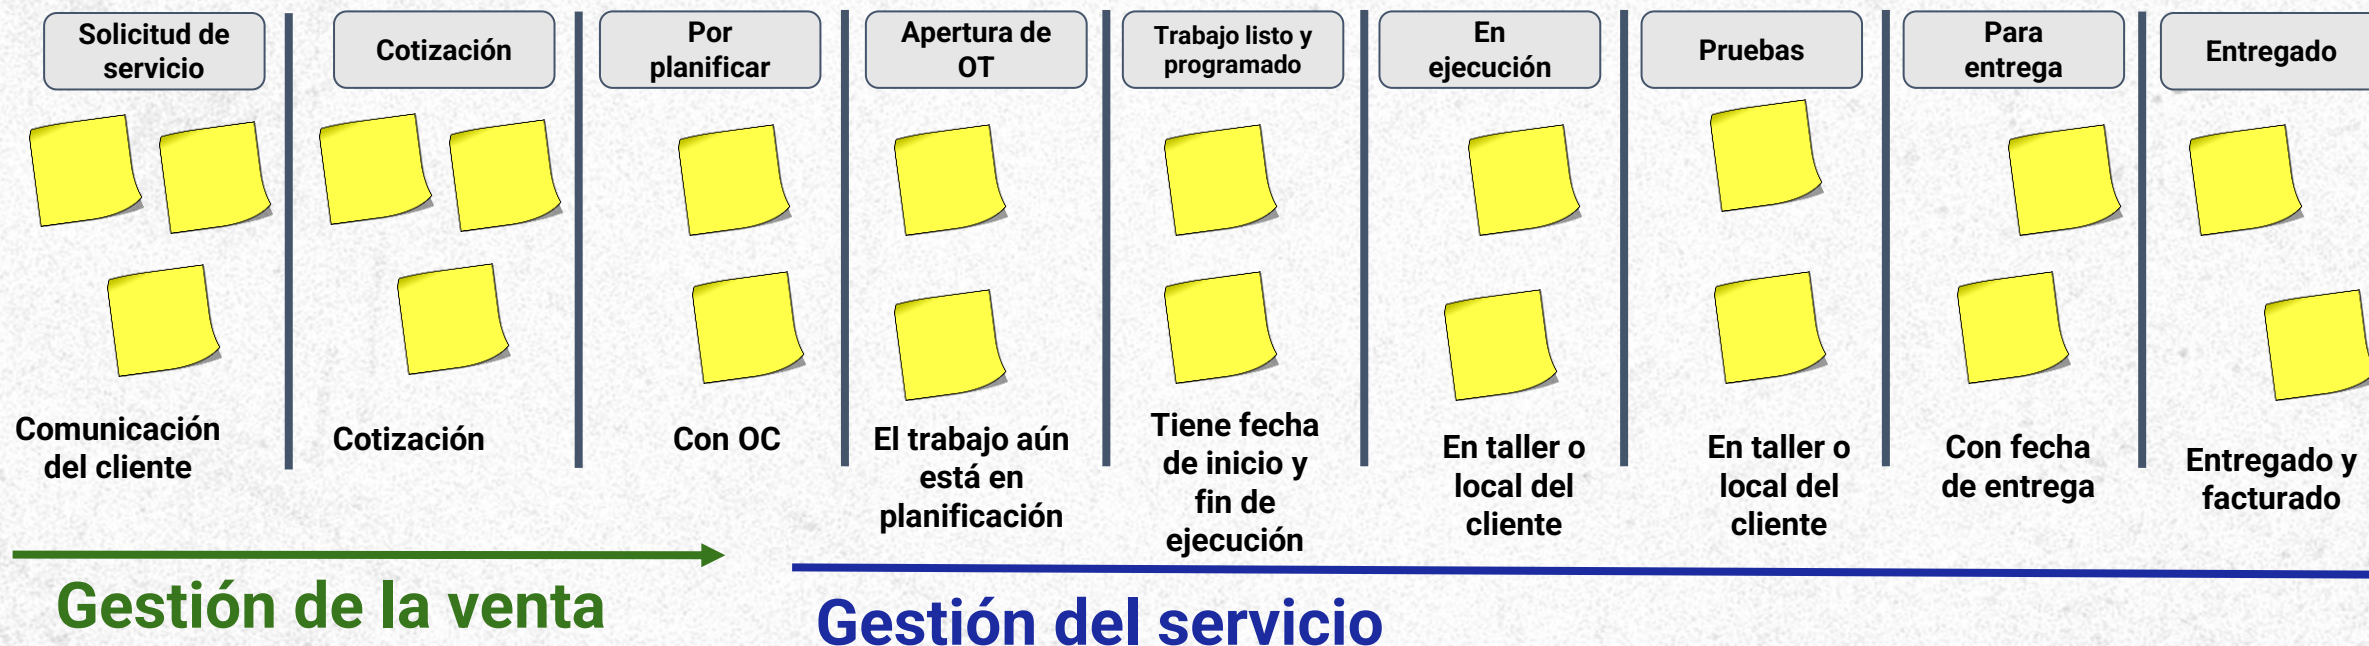 Solicitud de
servicio
Cotización
Por
planificar
Apertura de
OT
Trabajo listo y
programado
En
ejecución
Pruebas
Para
entrega
Entregado
Comunicación
del cliente
Cotización
Con OC
El trabajo aún
está en
planificación
Tiene fecha
de inicio y
fin de
ejecución
En taller o
local del
cliente
En taller o
local del
cliente
Con fecha
de entrega
Entregado y
facturado
Gestión de la venta
Gestión del servicio